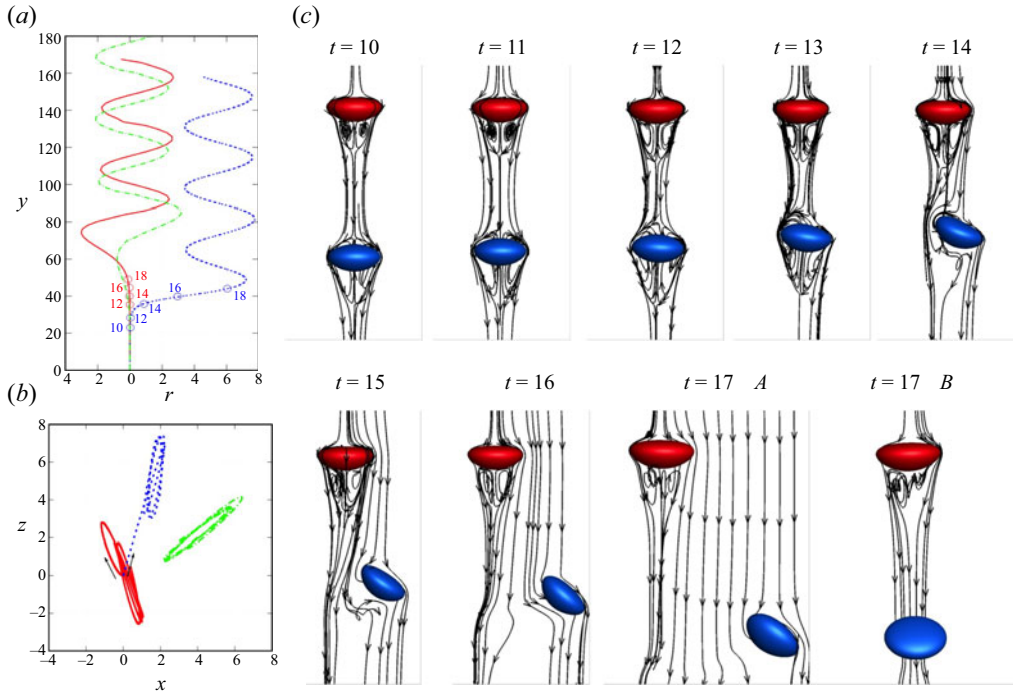 (a)
180
160
140
120
100
80
60
40
20
0
y
4 2 0 2 4 6 8
r
18
16
14
12
16
14
12
10
18
(b)
8
6
4
2
0
–2
–4
z
–4 –2 0 2 4 6 8
x
(c)
t = 10 t = 11 t = 12 t = 13 t = 14
t = 15 t = 16 t = 17 A t = 17 B